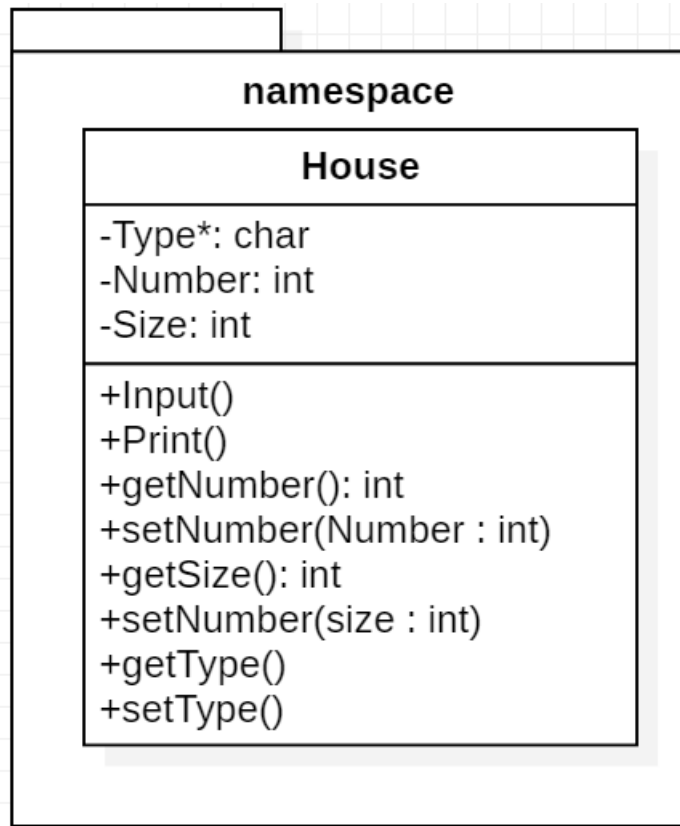 namespace
House
-Type*: char
-Number: int
-Size: int
+Input()
+Print()
+getNumber(): int
+setNumber(Number : int)
+getSize(): int
+setNumber(size : int)
+getType()
+setType()